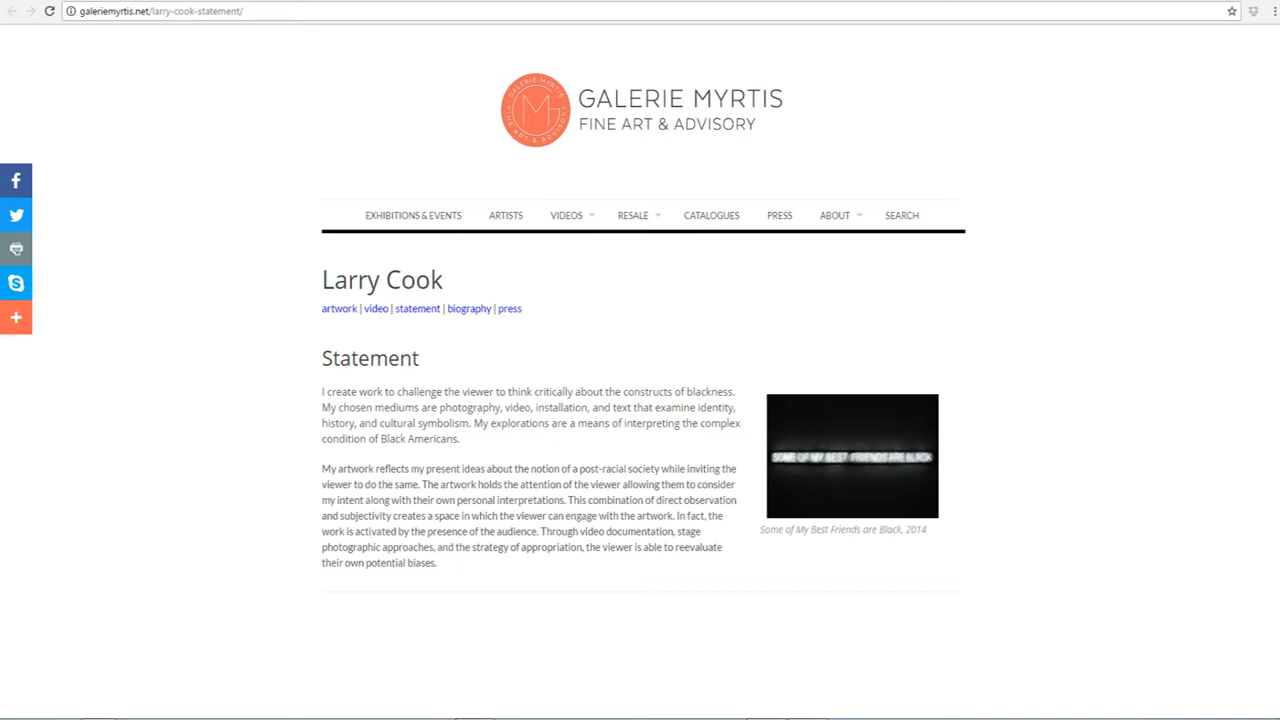 galeriemyrtis.net/larry-cook-statement/
GALERIE MYRTIS
FINE ART & ADVISORY
GALERIE MYRTIS
FINE ART & ADVISORY
EXHIBITIONS & EVENTS ARTISTS VIDEOS RESALE CATALOGUES PRESS ABOUT SEARCH
Larry Cook
artwork | video | statement | biography | press
Statement
I create work to challenge the viewer to think critically about the constructs of blackness.
My chosen mediums are photography, video, installation, and text that examine identity,
history, and cultural symbolism. My explorations are a means of interpreting the complex
condition of Black Americans.
My artwork reflects my present ideas about the notion of a post-racial society while inviting the
viewer to do the same. The artwork holds the attention of the viewer allowing them to consider
my intent along with their own personal interpretations. This combination of direct observation
and subjectivity creates a space in which the viewer can engage with the artwork. In fact, the
work is activated by the presence of the audience. Through video documentation, stage
photographic approaches, and the strategy of appropriation, the viewer is able to reevaluate
their own potential biases.
SOME OF MY BEST FRIENDS ARE BLACK
Some of My Best Friends are Black, 2014